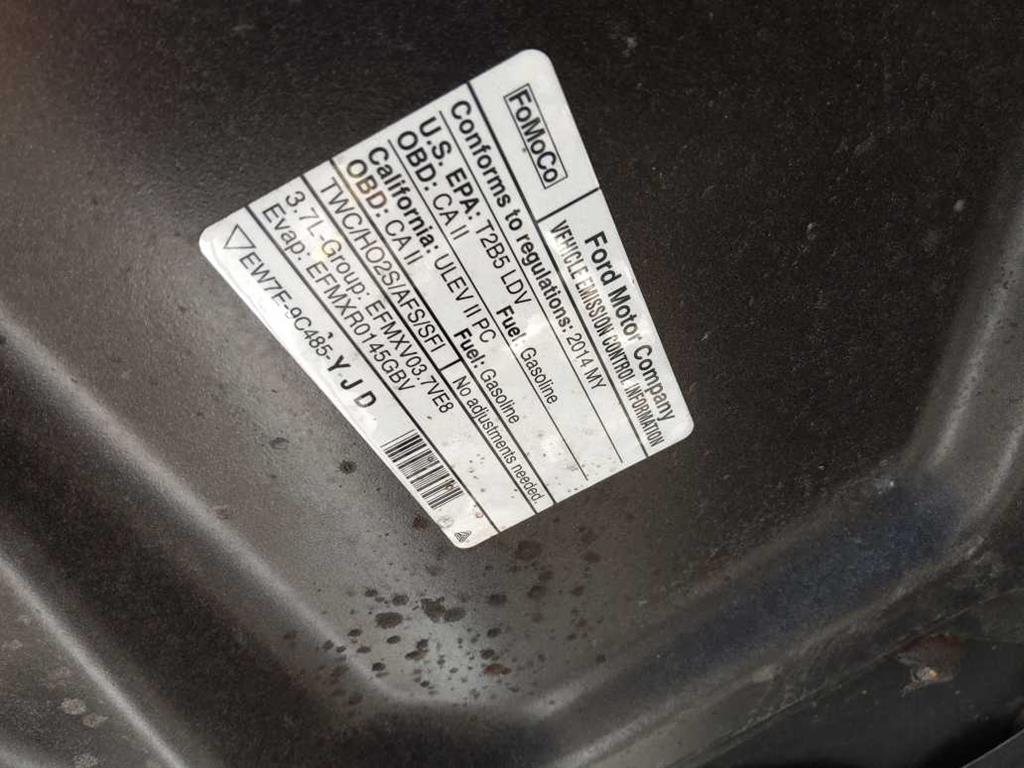 FoMoCo
Ford Motor Company
VEHICLE EMISSION CONTROL INFORMATION
Conforms to regulations: 2014 MY
U.S. EPA: T2B5 LDV Fuel: Gasoline
OBD: CA II
California: ULEV II PC Fuel: Gasoline
OBD: CA II
TWC/HO2S/AFS/SFI No adjustments needed.
3.7L-Group: EFMXV03.7VE8
Evap: EFMXR0145GBV
EW7E-9C485-YJD